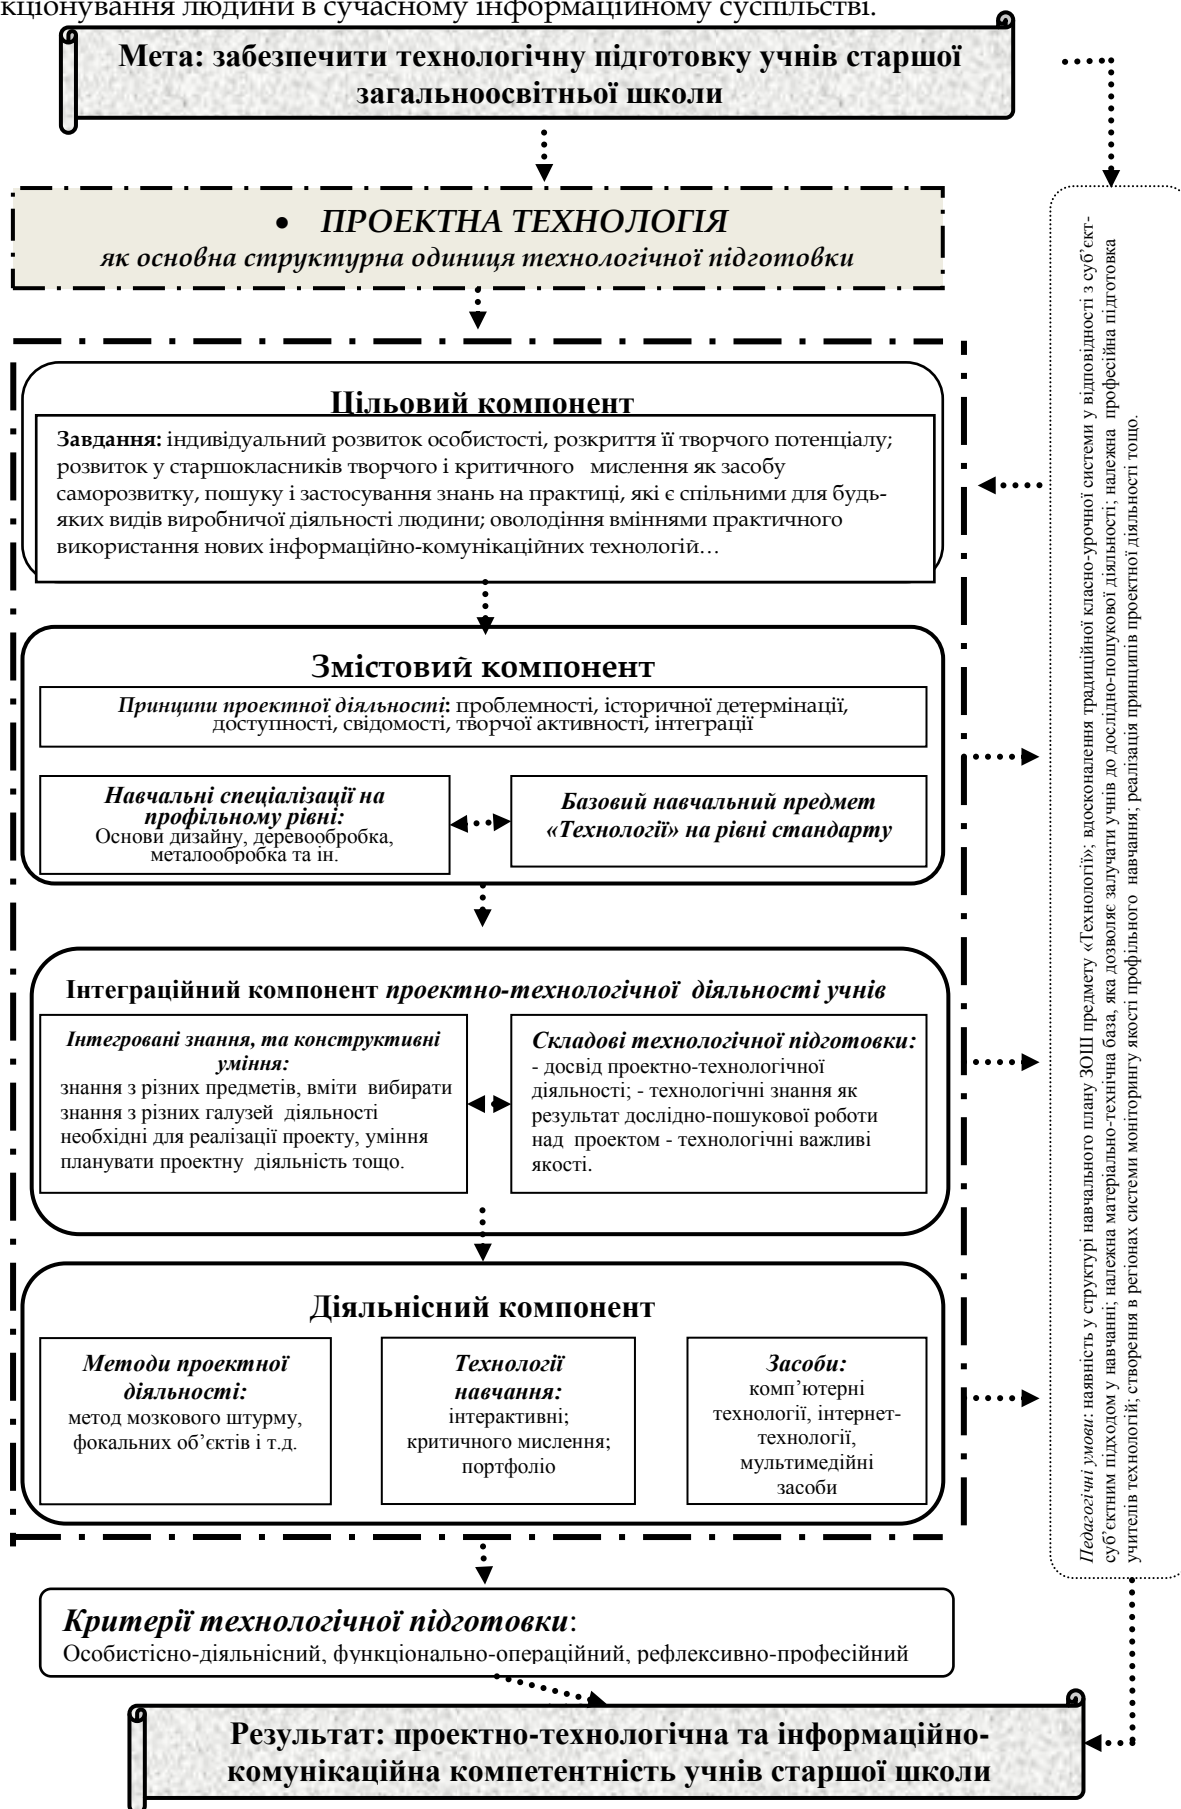 кціонування людини в сучасному інформаційному суспільстві.
Мета: забезпечити технологічну підготовку учнів старшої
загальноосвітньої школи
• ПРОЕКТНА ТЕХНОЛОГІЯ
як основна структурна одиниця технологічної підготовки
Цільовий компонент
Завдання: індивідуальний розвиток особистості, розкриття її творчого потенціалу;
розвиток у старшокласників творчого і критичного мислення як засобу
саморозвитку, пошуку і застосування знань на практиці, які є спільними для будь-
яких видів виробничої діяльності людини; оволодіння вміннями практичного
використання нових інформаційно-комунікаційних технологій…
Змістовий компонент
Принципи проектної діяльності: проблемності, історичної детермінації,
доступності, свідомості, творчої активності, інтеграції
Навчальні спеціалізації на
профільному рівні:
Основи дизайну, деревообробка,
металообробка та ін.
Базовий навчальний предмет
«Технології» на рівні стандарту
Інтеграційний компонент проектно-технологічної діяльності учнів
Інтегровані знання, та конструктивні
уміння:
знання з різних предметів, вміти вибирати
знання з різних галузей діяльності
необхідні для реалізації проекту, уміння
планувати проектну діяльність тощо.
Складові технологічної підготовки:
- досвід проектно-технологічної
діяльності; - технологічні знання як
результат дослідно-пошукової роботи
над проектом - технологічні важливі
якості.
Діяльнісний компонент
Методи проектної
діяльності:
метод мозкового штурму,
фокальних об’єктів і т.д.
Технології
навчання:
інтерактивні;
критичного мислення;
портфоліо
Засоби:
комп’ютерні
технології, інтернет-
технології,
мультимедійні
засоби
Педагогічні умови: наявність у структурі навчального плану ЗОШ предмету «Технології»; вдосконалення традиційної класно-урочної системи у відповідності з суб’єкт-
суб’єктним підходом у навчанні; належна матеріально-технічна база, яка дозволяє залучати учнів до дослідно-пошукової діяльності; належна професійна підготовка
учителів технологій; створення в регіонах системи моніторингу якості профільного навчання; реалізація принципів проектної діяльності тощо.
Критерії технологічної підготовки:
Особистісно-діяльнісний, функціонально-операційний, рефлексивно-професійний
Результат: проектно-технологічна та інформаційно-
комунікаційна компетентність учнів старшої школи